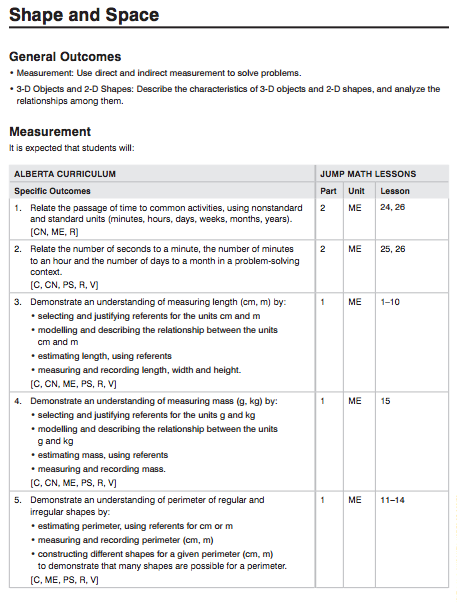 Shape and Space
General Outcomes
• Measurement: Use direct and indirect measurement to solve problems.
• 3-D Objects and 2-D Shapes: Describe the characteristics of 3-D objects and 2-D shapes, and analyze the
relationships among them.
Measurement
It is expected that students will:
ALBERTA CURRICULUM JUMP MATH LESSONS
Specific Outcomes Part Unit Lesson
1. Relate the passage of time to common activities, using nonstandard 2 ME 24, 26
and standard units (minutes, hours, days, weeks, months, years).
[CN, ME, R]
2. Relate the number of seconds to a minute, the number of minutes 2 ME 25, 26
to an hour and the number of days to a month in a problem-solving
context.
[C, CN, PS, R, V]
3. Demonstrate an understanding of measuring length (cm, m) by: 1 ME 1–10
• selecting and justifying referents for the units cm and m
• modelling and describing the relationship between the units
cm and m
• estimating length, using referents
• measuring and recording length, width and height.
[C, CN, ME, PS, R, V]
4. Demonstrate an understanding of measuring mass (g, kg) by: 1 ME 15
• selecting and justifying referents for the units g and kg
• modelling and describing the relationship between the units
g and kg
• estimating mass, using referents
• measuring and recording mass.
[C, CN, ME, PS, R, V]
5. Demonstrate an understanding of perimeter of regular and 1 ME 11–14
irregular shapes by:
• estimating perimeter, using referents for cm or m
• measuring and recording perimeter (cm, m)
• constructing different shapes for a given perimeter (cm, m)
to demonstrate that many shapes are possible for a perimeter.
[C, ME, PS, R, V]